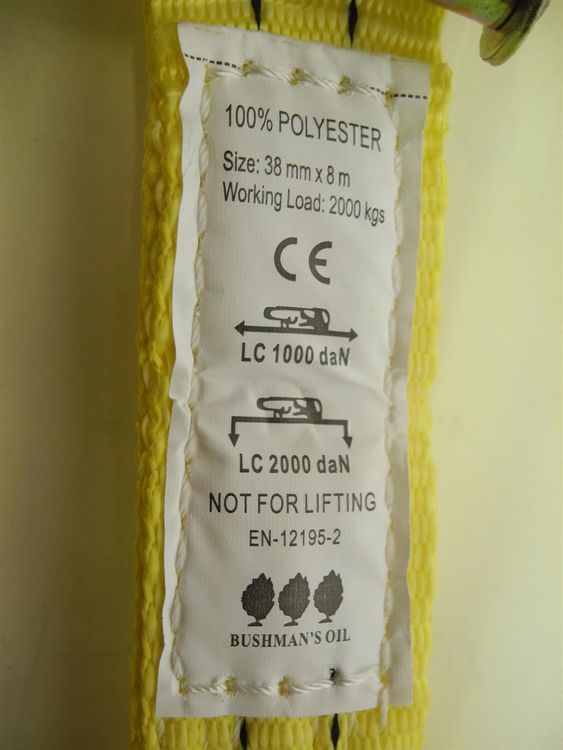 100% POLYESTER
Size: 38 mm x 8 m
Working Load: 2000 kgs
CE
LC 1000 daN
LC 2000 daN
NOT FOR LIFTING
EN-12195-2
BUSHMAN'S OIL